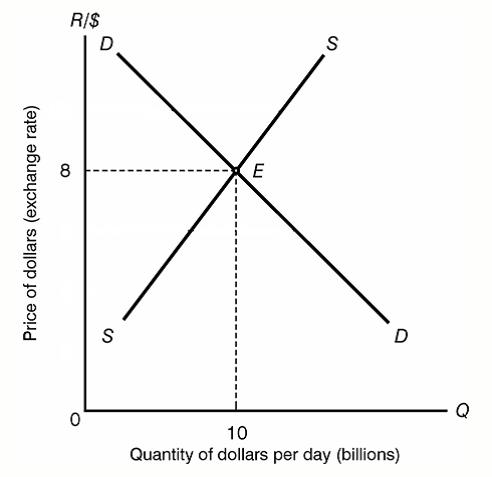 R/$
D
S
Price of dollars (exchange rate)
8
E
S
D
0
Q
10
Quantity of dollars per day (billions)